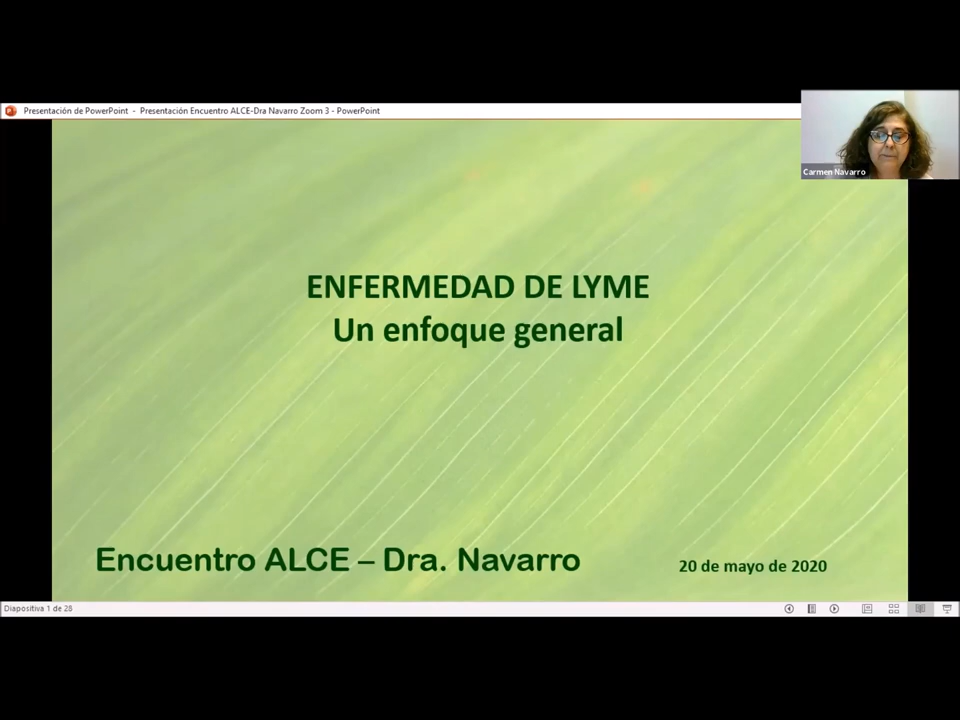 Presentación de PowerPoint - Presentación Encuentro ALCE-Dra Navarro Zoom 3 - PowerPoint
Carmen Navarro
ENFERMEDAD DE LYME
Un enfoque general
Encuentro ALCE – Dra. Navarro
20 de mayo de 2020
Diapositiva 1 de 28